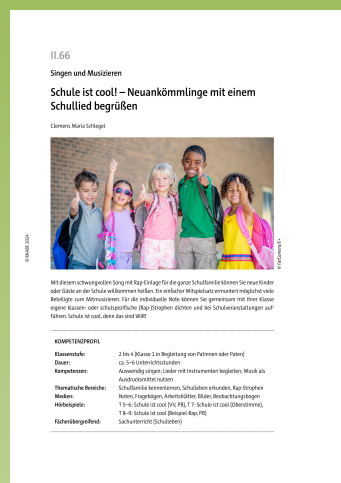 II.66
Singen und Musizieren
Schule ist cool! – Neuankömmlinge mit einem
Schullied begrüßen
Clemens Maria Schlegel
© RAABE 2024
© FatCamera/E+
Mit diesem schwungvollen Song mit Rap-Einlage für die ganze Schulfamilie können Sie neue Kinder
oder Gäste an der Schule willkommen heißen. Ein einfacher Mitspielsatz ermuntert möglichst viele
Beteiligte zum Mitmusizieren. Für die individuelle Note können Sie gemeinsam mit Ihrer Klasse
eigene klassen- oder schulspezifische (Rap-)Strophen dichten und bei Schulveranstaltungen auf-
führen. Schule ist cool, denn das sind WIR!
KOMPETENZPROFIL
Klassenstufe: 2 bis 4 (Klasse 1 in Begleitung von Patinnen oder Paten)
Dauer: ca. 5–6 Unterrichtsstunden
Kompetenzen: Auswendig singen; Lieder mit Instrumenten begleiten; Musik als
Ausdrucksmittel nutzen
Thematische Bereiche: Schulfamilie kennenlernen, Schulleben erkunden, Rap-Strophen
Medien: Noten, Fragebögen, Arbeitsblätter, Bilder, Beobachtungsbogen
Hörbeispiele: T 5–6: Schule ist cool (Vic, PB), T 7: Schule ist cool (Oberstimme),
T 8–9: Schule ist cool (Beispiel-Rap, PB)
Fächerübergreifend: Sachunterricht (Schulleben)